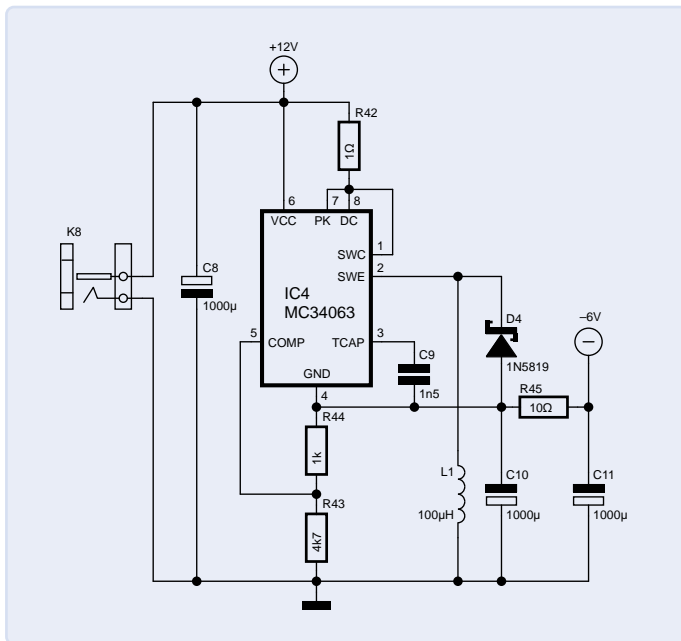 +12V
R42
1Ω
6
7
8
VCC
PK
DC
K8
1
SWC
2
SWE
C8
1000µ
IC4
MC34063
D4
–6V
5
COMP
TCAP
3
C9
1n5
1N5819
GND
4
R45
10Ω
R44
1k
L1
100µH
C10
1000µ
C11
1000µ
R43
4k7